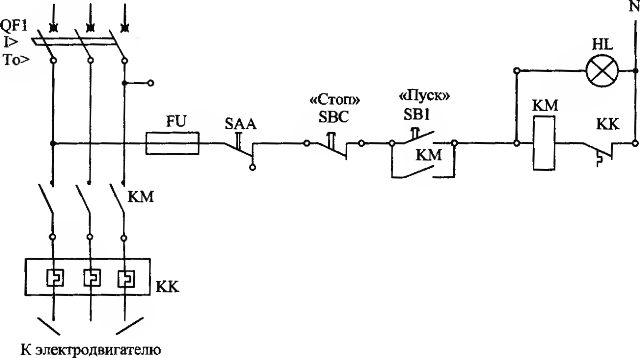 QF1
I>
To>
N
HL
«Стоп»
SBC
«Пуск»
SB1
FU
SAA
KM
KM
KK
KM
KK
К электродвигателю